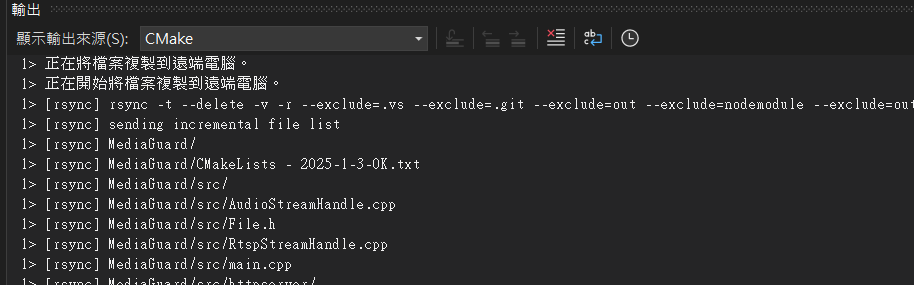 輸出
顯示輸出來源(S): CMake
1> 正在將檔案複製到遠端電腦。
1> 正在開始將檔案複製到遠端電腦。
1> [rsync] rsync -t --delete -v -r --exclude=.vs --exclude=.git --exclude=out --exclude=nodemodule --exclude=out
1> [rsync] sending incremental file list
1> [rsync] MediaGuard/
1> [rsync] MediaGuard/CMakeLists - 2025-1-3-OK.txt
1> [rsync] MediaGuard/src/
1> [rsync] MediaGuard/src/AudioStreamHandle.cpp
1> [rsync] MediaGuard/src/File.h
1> [rsync] MediaGuard/src/RtspStreamHandle.cpp
1> [rsync] MediaGuard/src/main.cpp
1> [rsync] MediaGuard/src/httpserver/